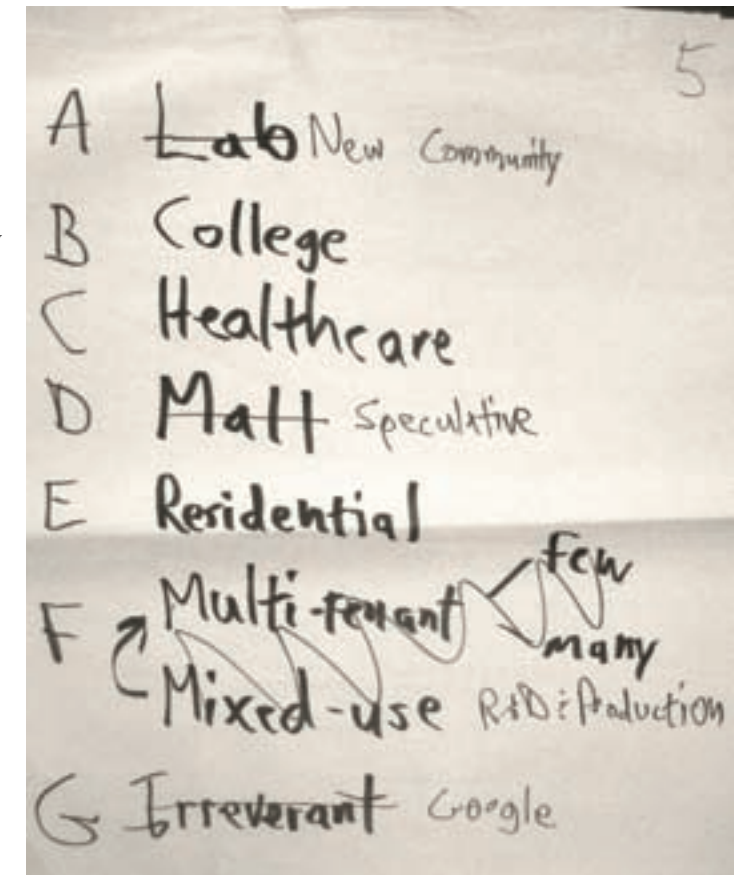 5
A Lab New Community
B College
C Healthcare
D Mall Speculative
E Residential
few
F Multi-tenant
many
Mixed-use R&D & Production
G Irreverant Google